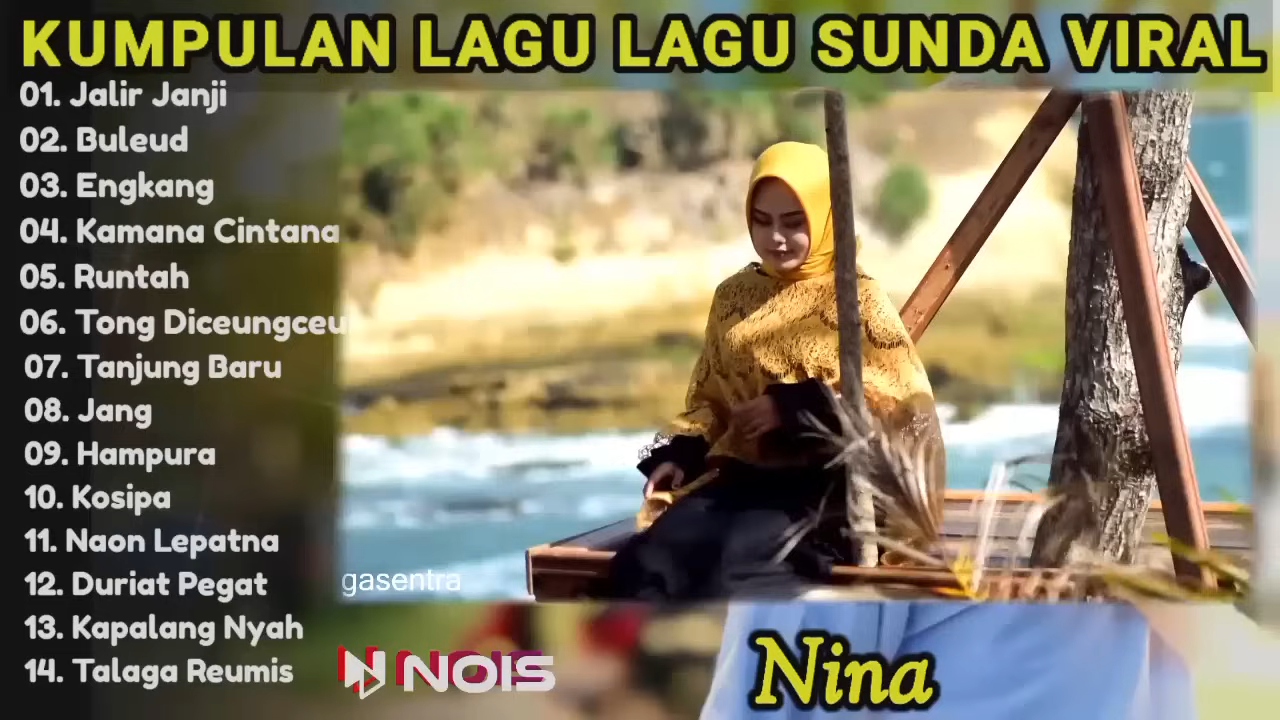 KUMPULAN LAGU LAGU SUNDA VIRAL
01. Jalir Janji
02. Buleud
03. Engkang
04. Kamana Cintana
05. Runtah
06. Tong Diceungceu
07. Tanjung Baru
08. Jang
09. Hampura
10. Kosipa
11. Naon Lepatna
12. Duriat Pegat
13. Kapalang Nyah
14. Talaga Reumis
gasentra
NOIS
Nina